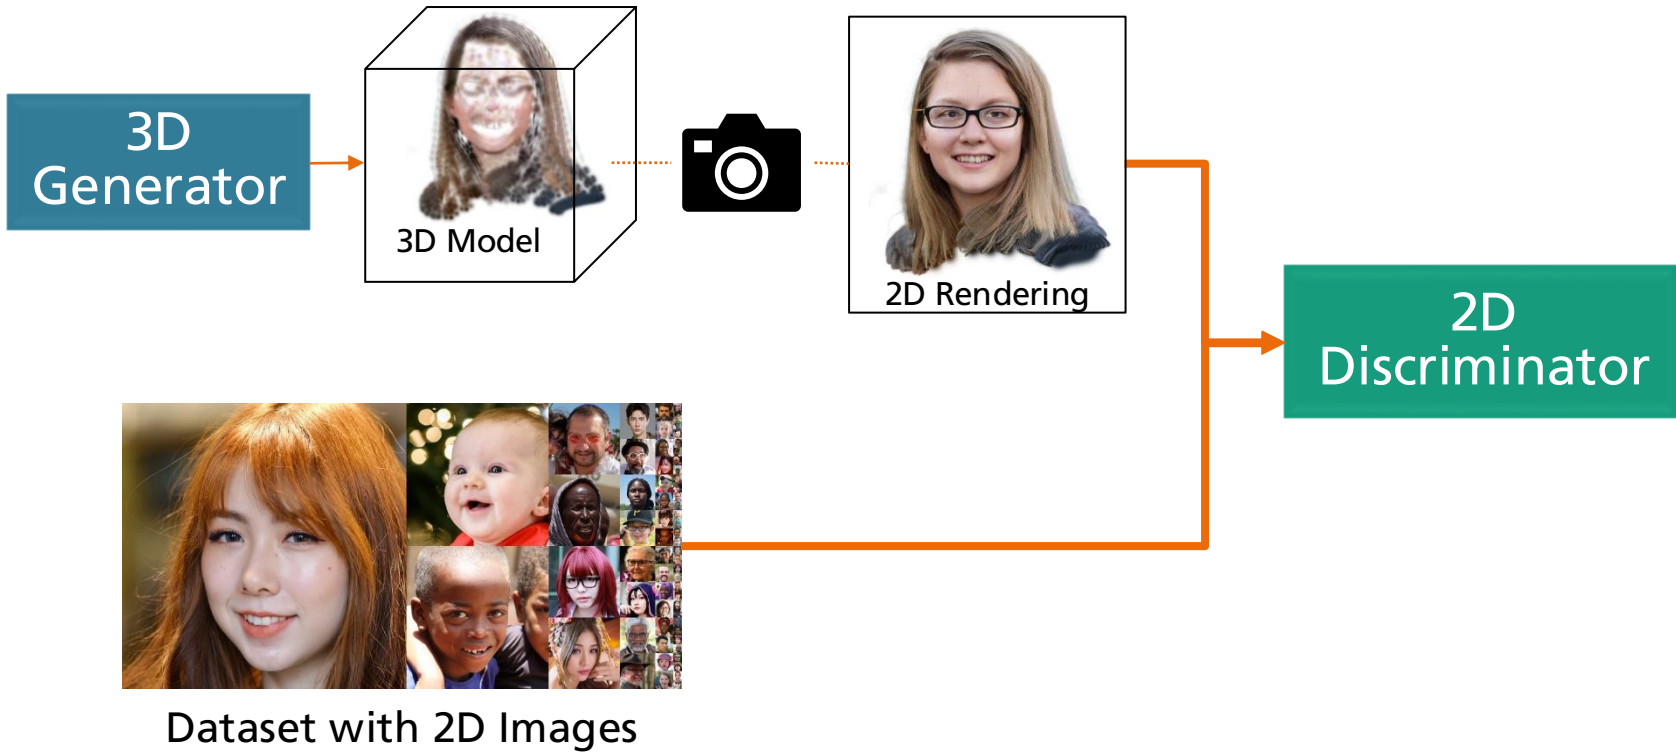 3D
Generator
3D Model
2D Rendering
2D
Discriminator
Dataset with 2D Images